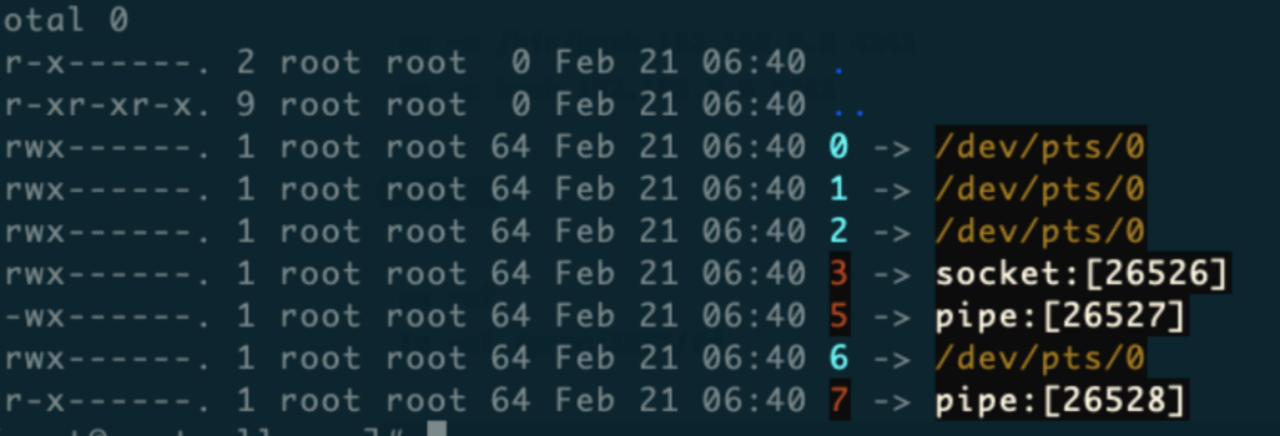 otal 0
r-x------. 2 root root  0 Feb 21 06:40 .
r-xr-xr-x. 9 root root  0 Feb 21 06:40 ..
rwx------. 1 root root 64 Feb 21 06:40 0 -> /dev/pts/0
rwx------. 1 root root 64 Feb 21 06:40 1 -> /dev/pts/0
rwx------. 1 root root 64 Feb 21 06:40 2 -> /dev/pts/0
rwx------. 1 root root 64 Feb 21 06:40 3 -> socket:[26526]
-wx------. 1 root root 64 Feb 21 06:40 5 -> pipe:[26527]
rwx------. 1 root root 64 Feb 21 06:40 6 -> /dev/pts/0
r-x------. 1 root root 64 Feb 21 06:40 7 -> pipe:[26528]